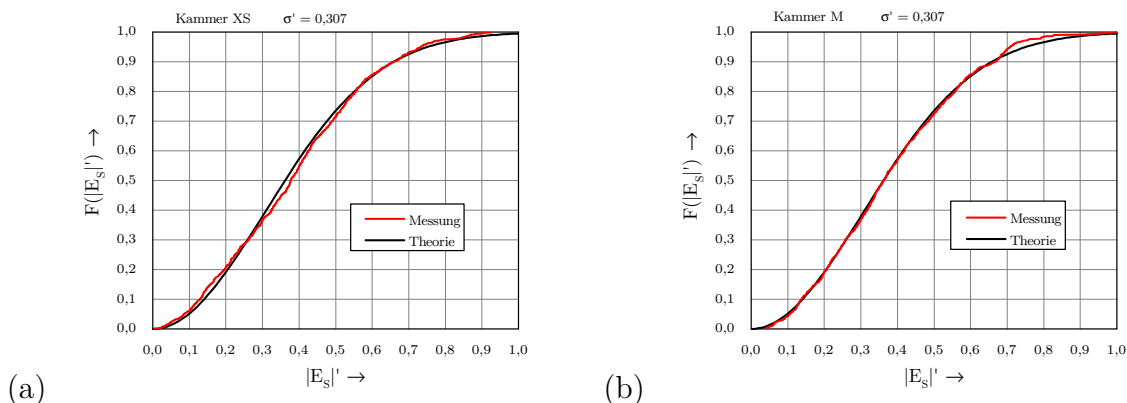 Kammer XS σ' = 0,307
1,0
0,9
0,8
0,7
0,6
0,5
0,4
0,3
0,2
0,1
0,0
F(|E_S|') →
Messung
Theorie
0,0 0,1 0,2 0,3 0,4 0,5 0,6 0,7 0,8 0,9 1,0
|E_S|' →
(a)
Kammer M σ' = 0,307
1,0
0,9
0,8
0,7
0,6
0,5
0,4
0,3
0,2
0,1
0,0
F(|E_S|') →
Messung
Theorie
0,0 0,1 0,2 0,3 0,4 0,5 0,6 0,7 0,8 0,9 1,0
|E_S|' →
(b)